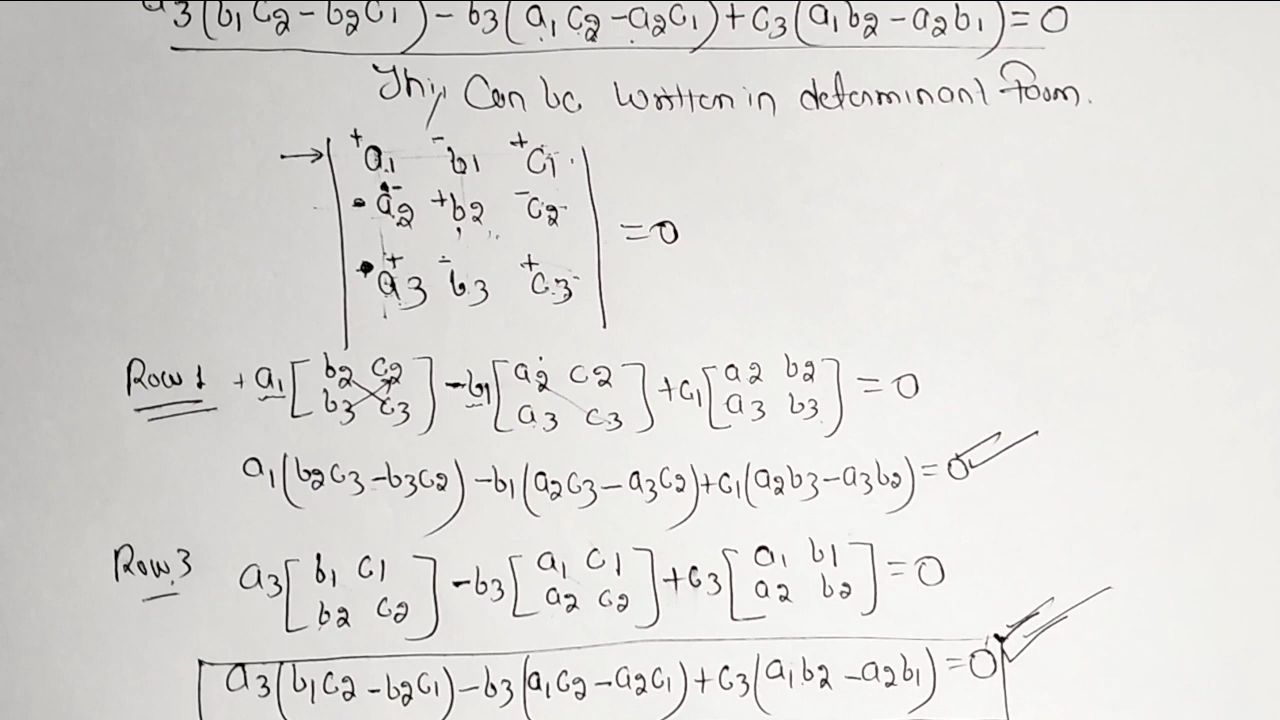 a3(b1c2-b2c1)-b3(a1c2-a2c1)+c3(a1b2-a2b1)=0
This Can be written in determinant Form.
→ | +a1 -b1 +c1 |
| -a2 +b2 -c2 | =0
| +a3 -b3 +c3 |
Row 1 +a1[b2 c2 -b1[a2 c2 +c1[a2 b2 =0
b3 c3] a3 c3] a3 b3]
a1(b2c3-b3c2)-b1(a2c3-a3c2)+c1(a2b3-a3b2)=0
Row 3 a3[b1 c1 -b3[a1 c1 +c3[a1 b1 =0
b2 c2] a2 c2] a2 b2]
a3(b1c2-b2c1)-b3(a1c2-a2c1)+c3(a1b2-a2b1)=0